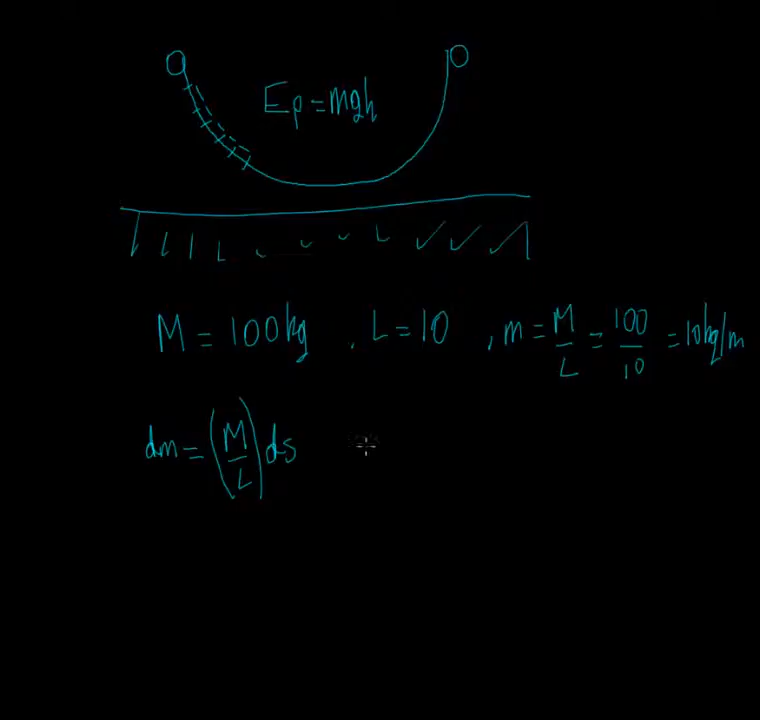 Ep=mgh
M = 100kg , L = 10 , m = M/L = 100/10 = 10kg/m
dm = (M/L) ds